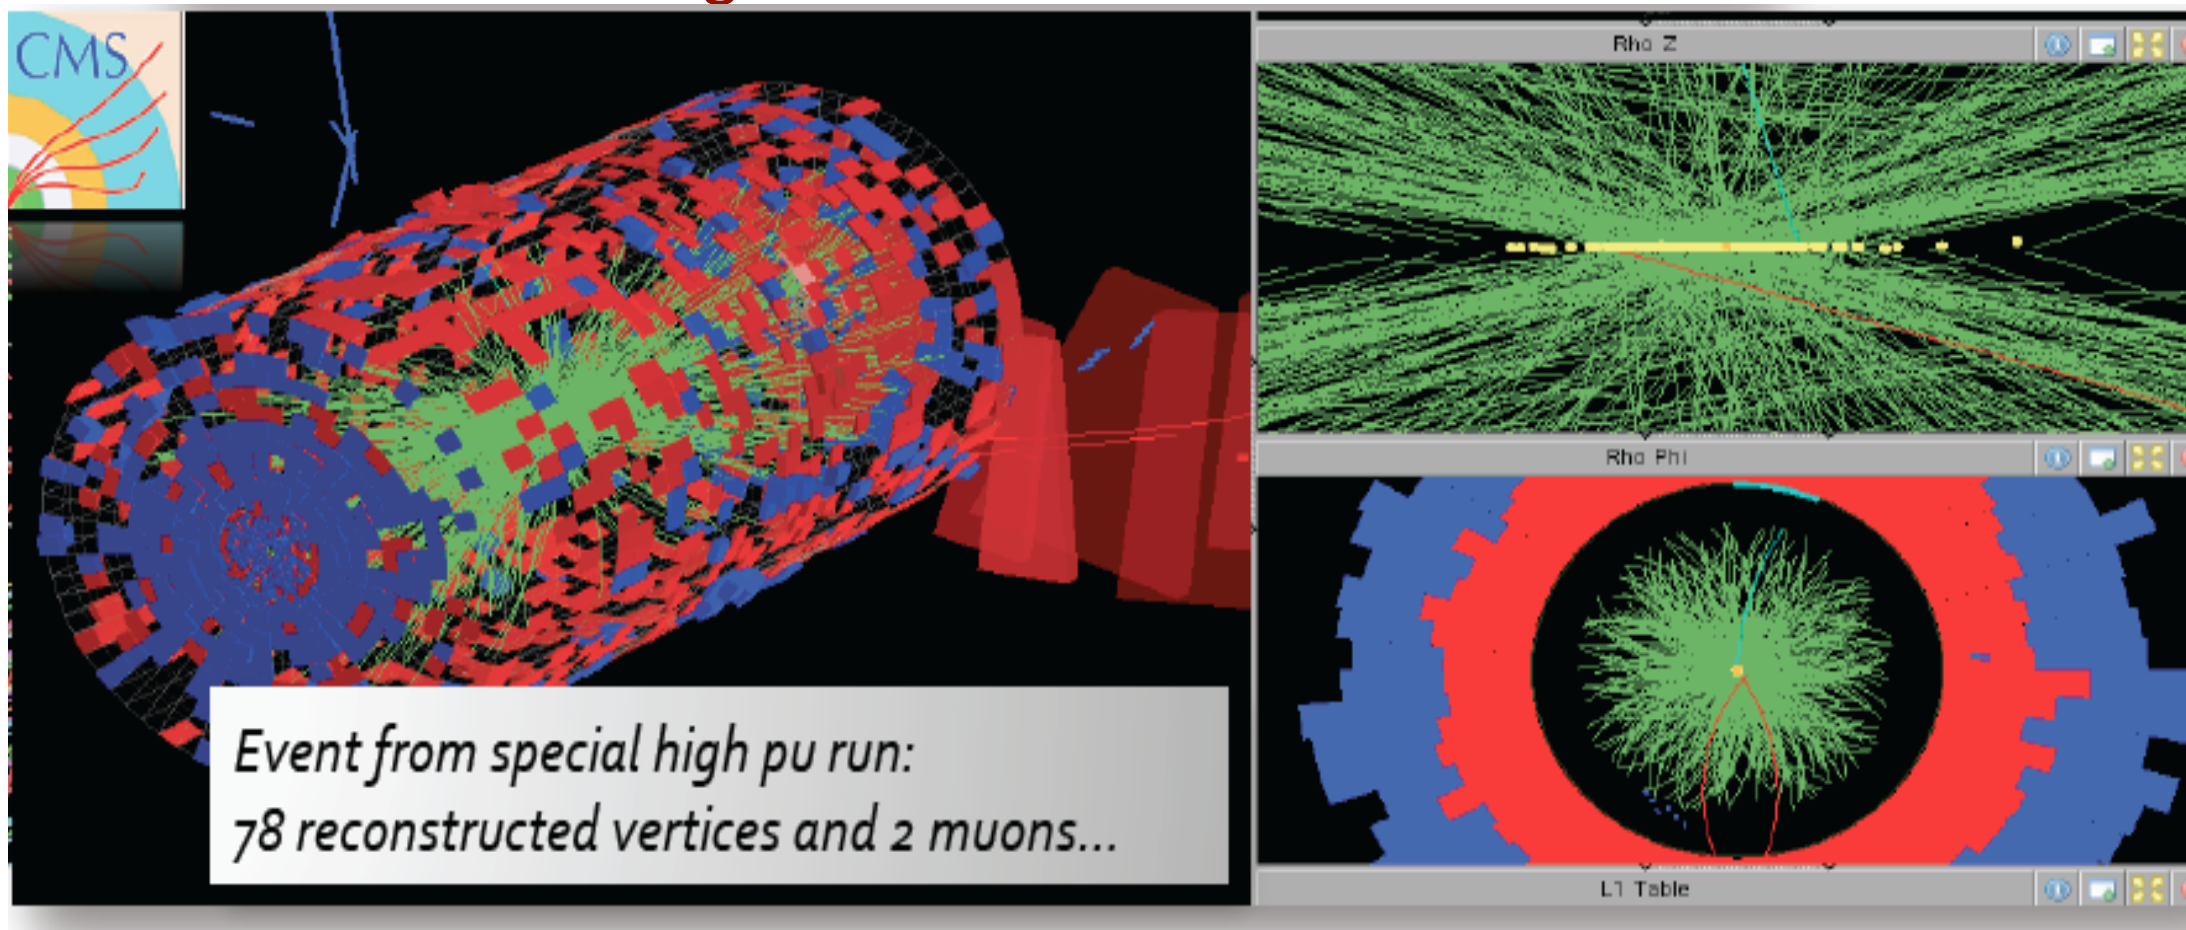 CMS
Rho Z
Rho Phi
Event from special high pu run:
78 reconstructed vertices and 2 muons...
L1 Table